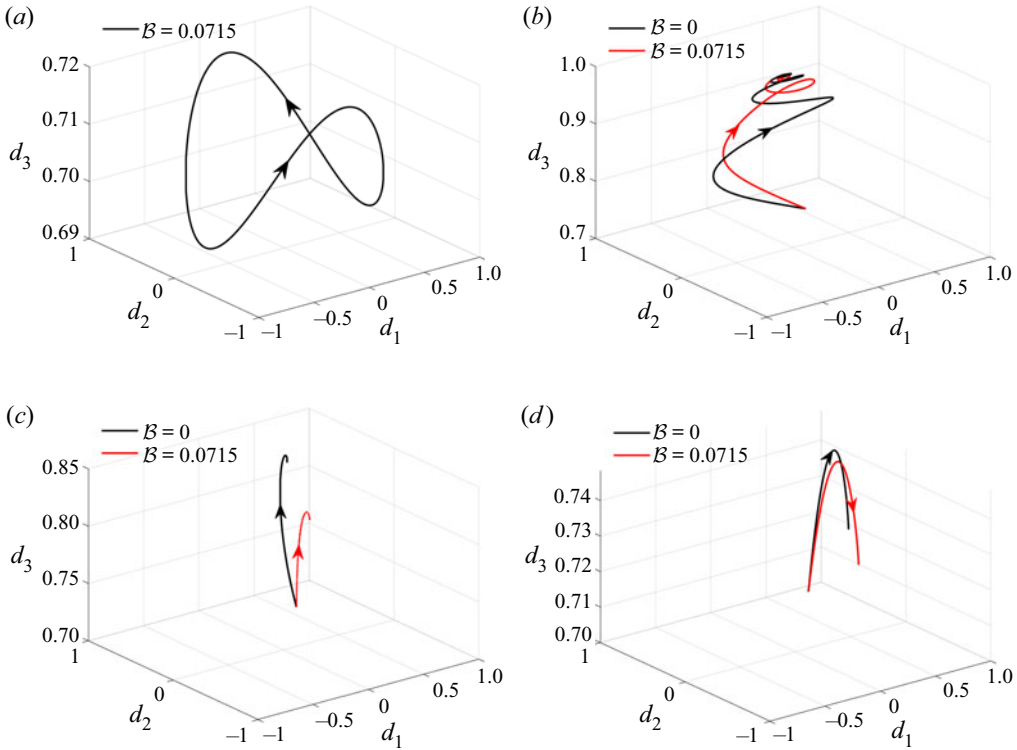 (a)
ℬ = 0.0715
0.72
0.71
d3
0.70
0.69
1
0
d2
–1
–1
–0.5
0
d1
0.5
1.0
(b)
ℬ = 0
ℬ = 0.0715
1.0
0.9
d3
0.8
0.7
1
0
d2
–1
–1
–0.5
0
d1
0.5
1.0
(c)
ℬ = 0
ℬ = 0.0715
0.85
0.80
d3
0.75
0.70
1
0
d2
–1
–1
–0.5
0
d1
0.5
1.0
(d)
ℬ = 0
ℬ = 0.0715
0.74
0.73
d3
0.72
0.71
0.70
1
0
d2
–1
–1
–0.5
0
d1
0.5
1.0